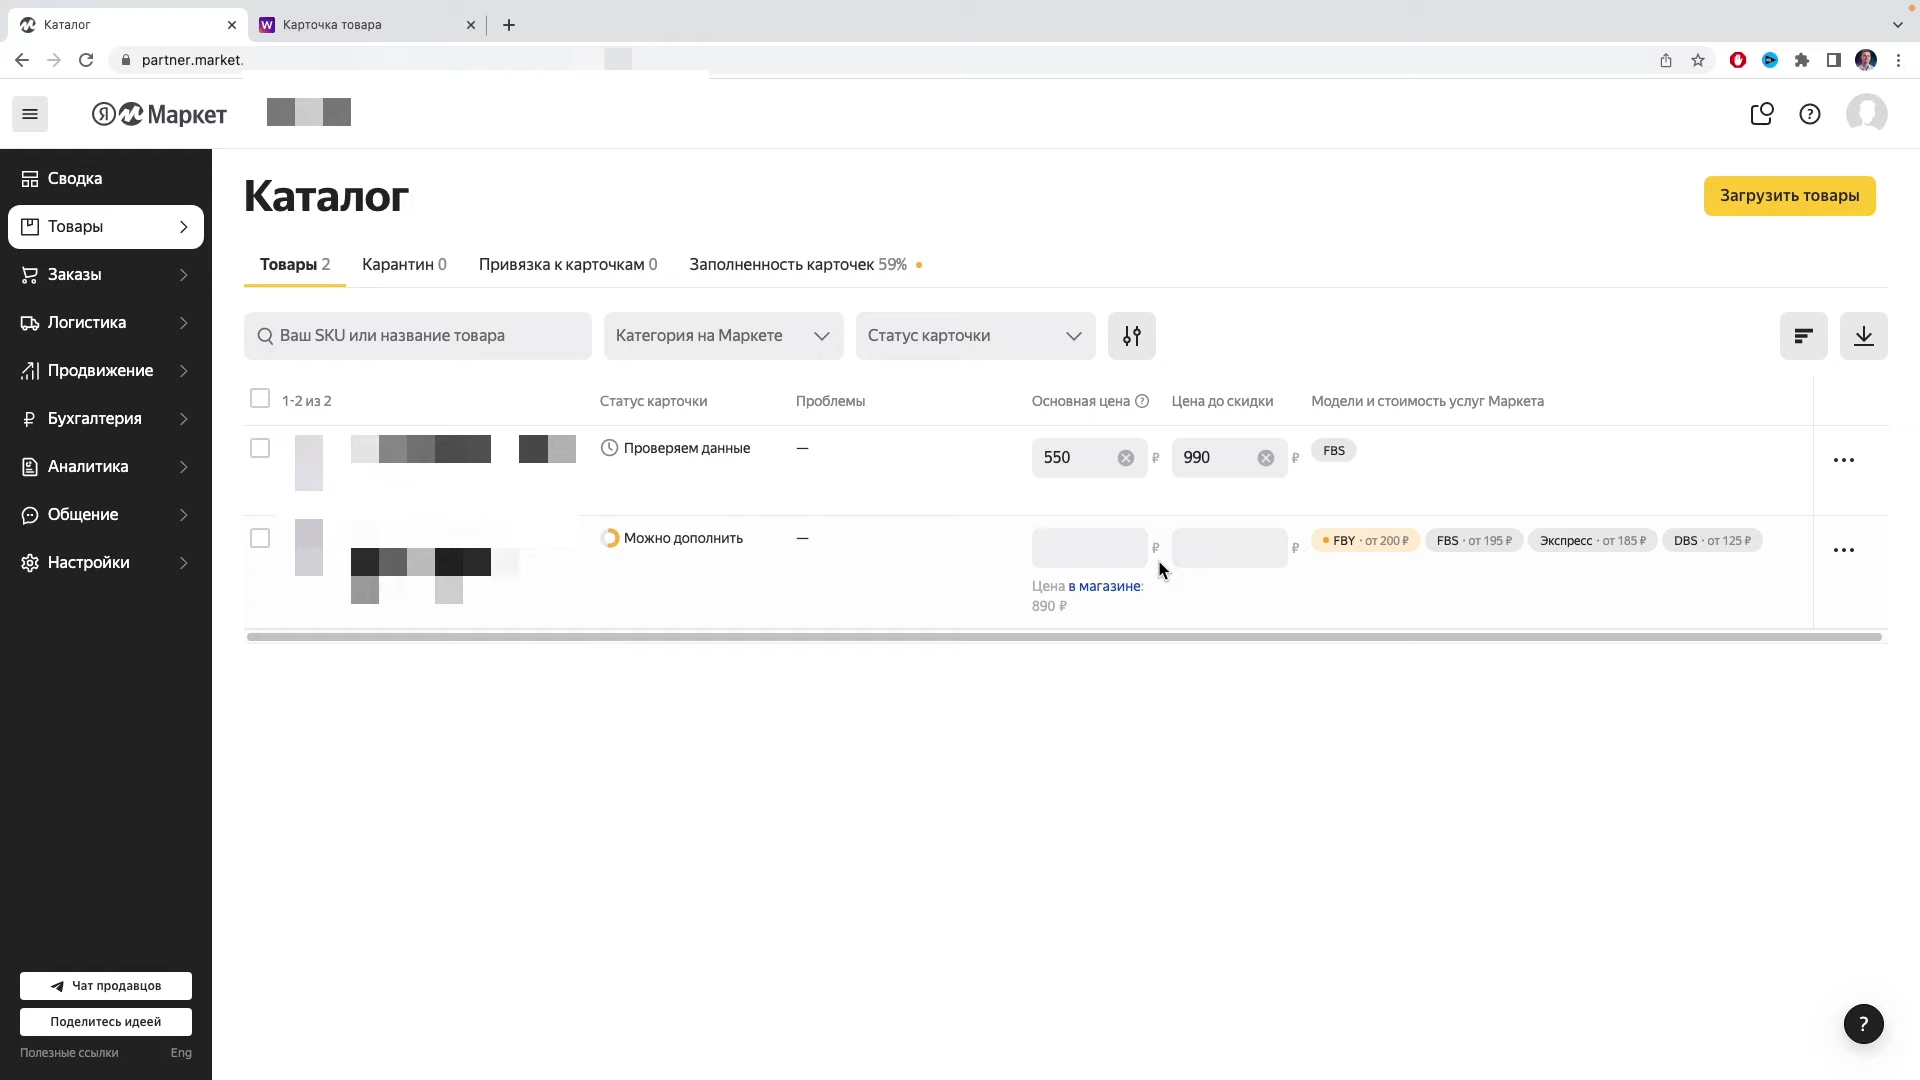 Каталог
W Карточка товара
partner.market.
Я Маркет
Сводка
Товары
Заказы
Логистика
Продвижение
Бухгалтерия
Аналитика
Общение
Настройки
Чат продавцов
Поделитесь идеей
Полезные ссылки Eng
Каталог
Загрузить товары
Товары 2 Карантин 0 Привязка к карточкам 0 Заполненность карточек 59%
Ваш SKU или название товара Категория на Маркете Статус карточки
1-2 из 2 Статус карточки Проблемы Основная цена ? Цена до скидки Модели и стоимость услуг Маркета
Проверяем данные — 550 ₽ 990 ₽ FBS
Можно дополнить — ₽ ₽ FBY · от 200 ₽ FBS · от 195 ₽ Экспресс · от 185 ₽ DBS · от 125 ₽
Цена в магазине:
890 ₽
?